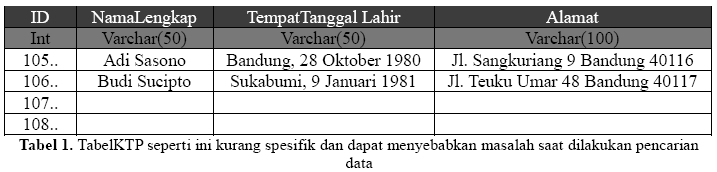 ID NamaLengkap TempatTanggal Lahir Alamat
Int Varchar(50) Varchar(50) Varchar(100)
105.. Adi Sasono Bandung, 28 Oktober 1980 Jl. Sangkuriang 9 Bandung 40116
106.. Budi Sucipto Sukabumi, 9 Januari 1981 Jl. Teuku Umar 48 Bandung 40117
107..
108..
Tabel 1. TabelKTP seperti ini kurang spesifik dan dapat menyebabkan masalah saat dilakukan pencarian
data